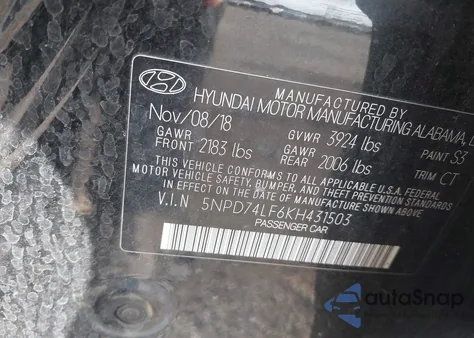 MANUFACTURED BY
HYUNDAI MOTOR MANUFACTURING ALABAMA,
Nov/08/18 GVWR 3924 lbs PAINT S3
GAWR FRONT 2183 lbs GAWR REAR 2006 lbs TRIM CT
THIS VEHICLE CONFORMS TO ALL APPLICABLE U.S.A. FEDERAL
MOTOR VEHICLE SAFETY, BUMPER, AND THEFT PREVENTION STANDARDS
IN EFFECT ON THE DATE OF MANUFACTURE SHOWN ABOVE.
V.I.N 5NPD74LF6KH431503
PASSENGER CAR
autoSnap